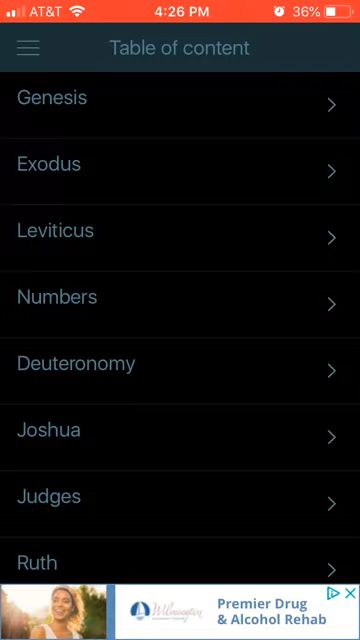 AT&T 4:26 PM 36%
Table of content
Genesis
Exodus
Leviticus
Numbers
Deuteronomy
Joshua
Judges
Ruth
Wilmington
Premier Drug
& Alcohol Rehab